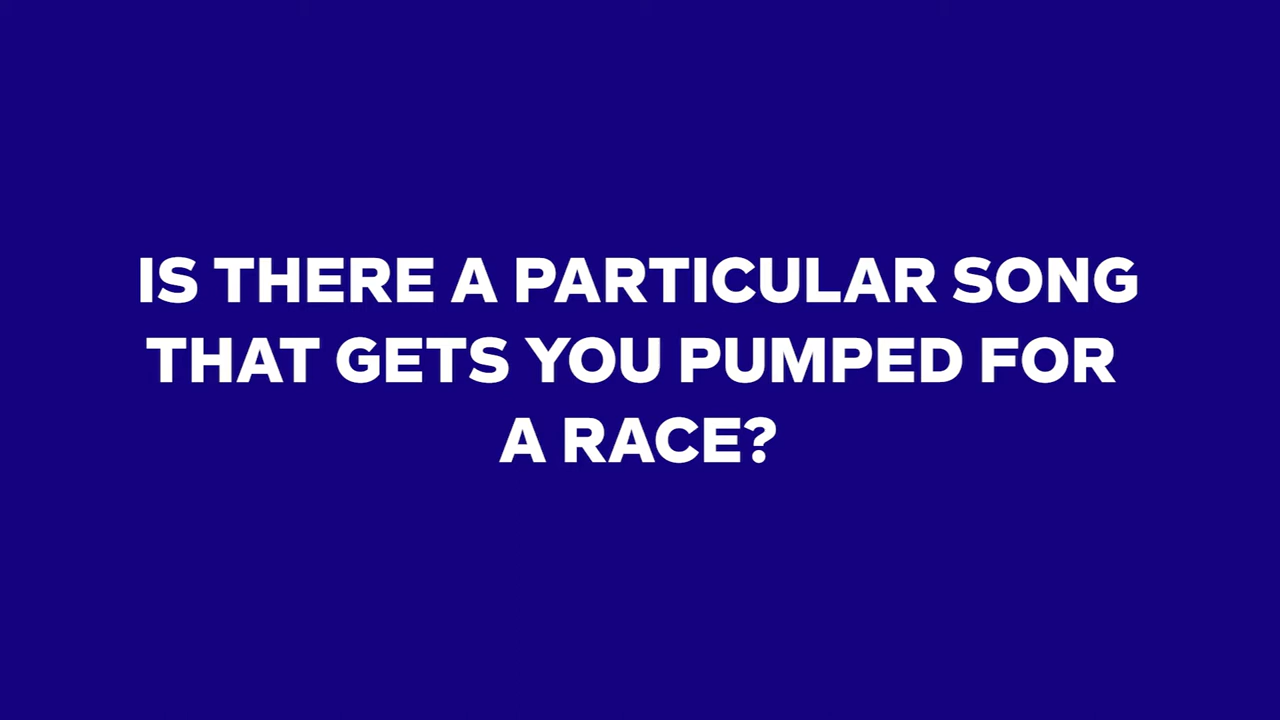 IS THERE A PARTICULAR SONG
THAT GETS YOU PUMPED FOR
A RACE?